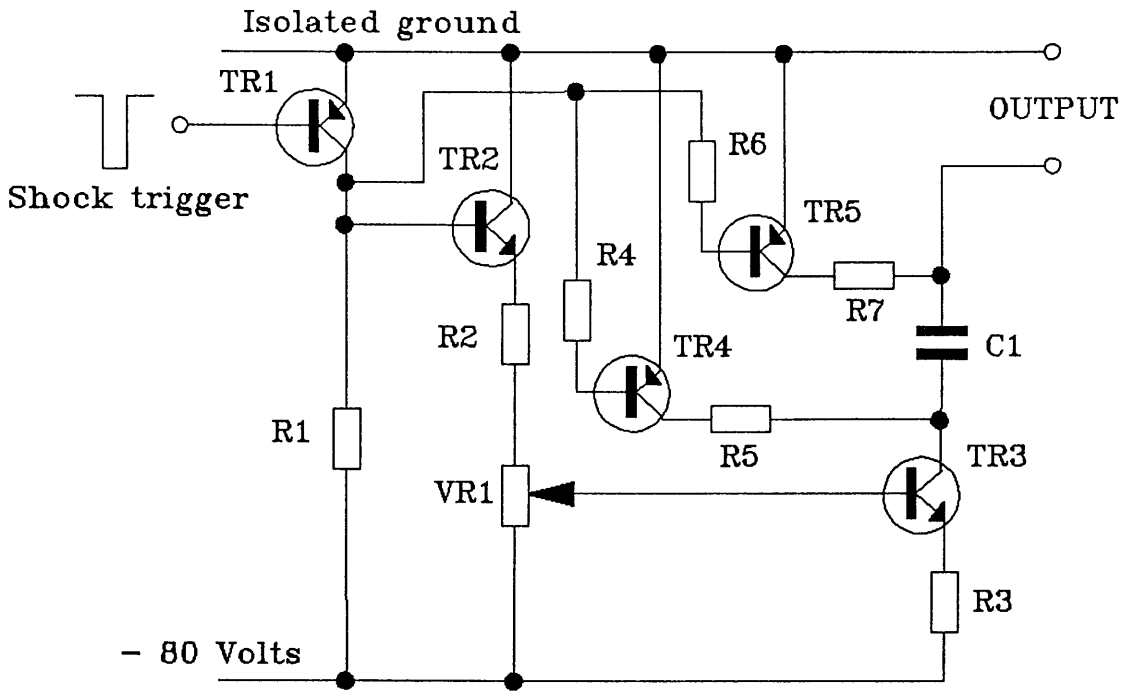 Isolated ground
TR1
OUTPUT
R6
TR2
Shock trigger
TR5
R4
R7
R2
TR4
C1
R1
R5
TR3
VR1
R3
- 80 Volts